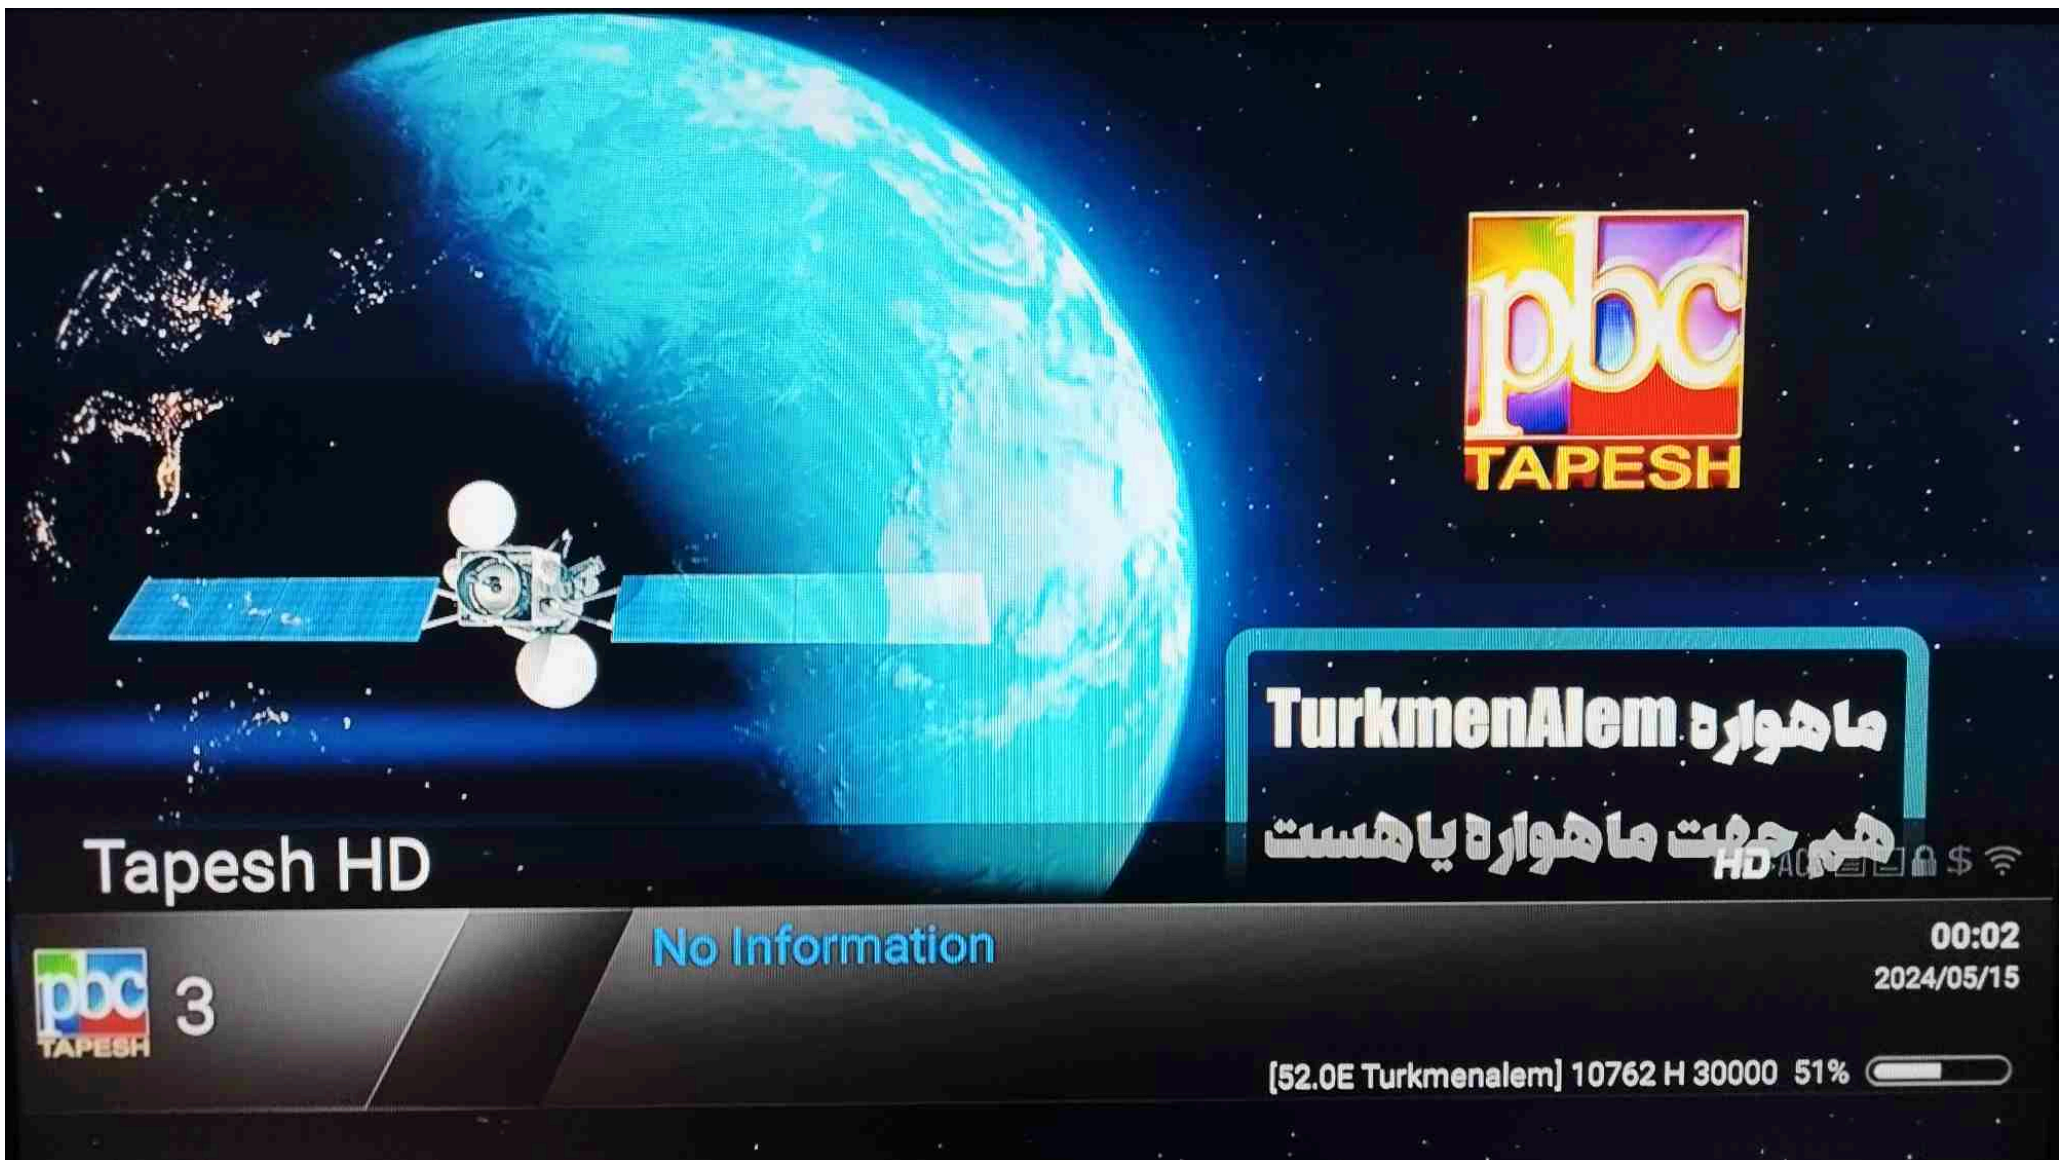 pbc
TAPESH
ماهواره TurkmenAlem
هم جهت ماهواره یاهست
Tapesh HD
HD
$
No Information
00:02
2024/05/15
pbc
TAPESH
3
[52.0E Turkmenalem] 10762 H 30000 51%